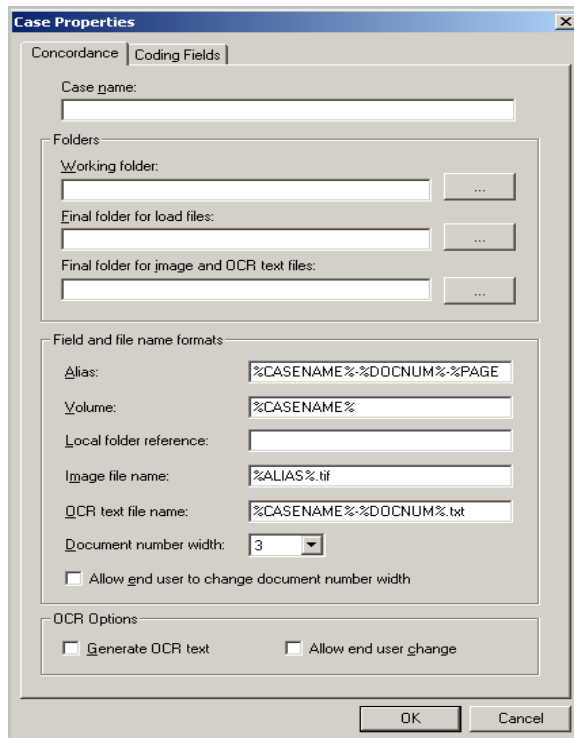 Case Properties
Concordance Coding Fields
Case name:
Folders
Working folder:
...
Final folder for load files:
...
Final folder for image and OCR text files:
...
Field and file name formats
Alias: %CASENAME%-%DOCNUM%-%PAGE
Volume: %CASENAME%
Local folder reference:
Image file name: %ALIAS%.tif
OCR text file name: %CASENAME%-%DOCNUM%.txt
Document number width: 3
Allow end user to change document number width
OCR Options
Generate OCR text Allow end user change
OK Cancel